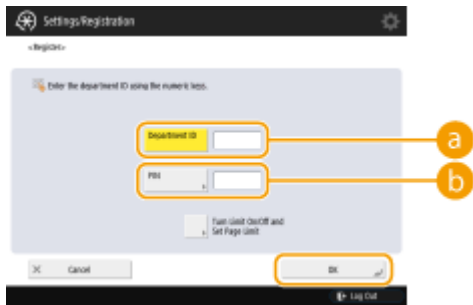 Settings/Registration
<Register>
Enter the department ID using the numeric keys.
Department ID
a
PIN
b
Turn Limit On/Off and
Set Page Limit
Cancel
OK
Log Out